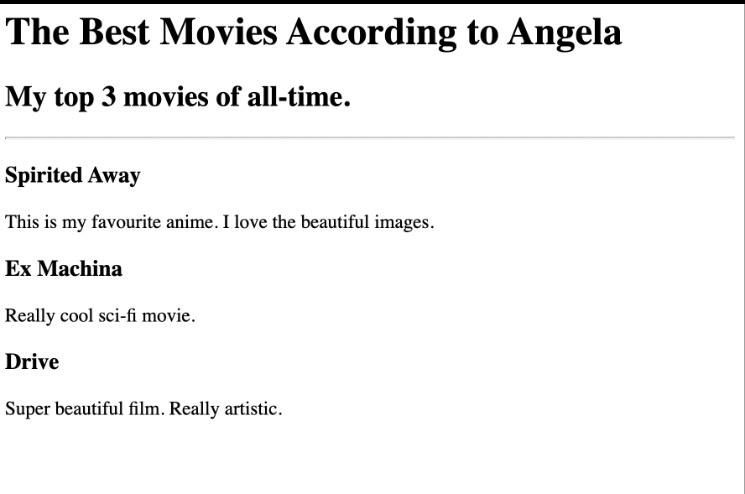 The Best Movies According to Angela
My top 3 movies of all-time.
Spirited Away
This is my favourite anime. I love the beautiful images.
Ex Machina
Really cool sci-fi movie.
Drive
Super beautiful film. Really artistic.